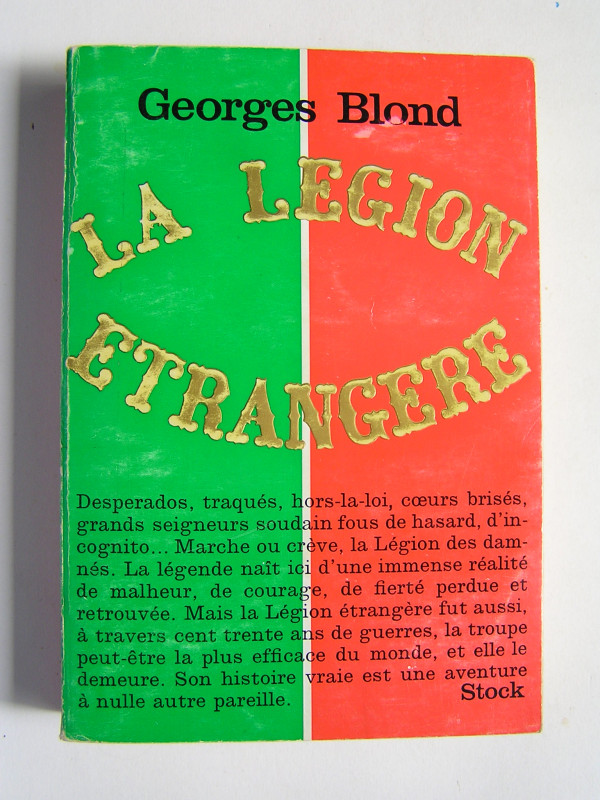 Georges Blond
LA LEGION
ETRANGERE
Desperados, traqués, hors-la-loi, cœurs brisés,
grands seigneurs soudain fous de hasard, d'in-
cognito... Marche ou crève, la Légion des dam-
nés. La légende naît ici d'une immense réalité
de malheur, de courage, de fierté perdue et
retrouvée. Mais la Légion étrangère fut aussi,
à travers cent trente ans de guerres, la troupe
peut-être la plus efficace du monde, et elle le
demeure. Son histoire vraie est une aventure
à nulle autre pareille.
Stock